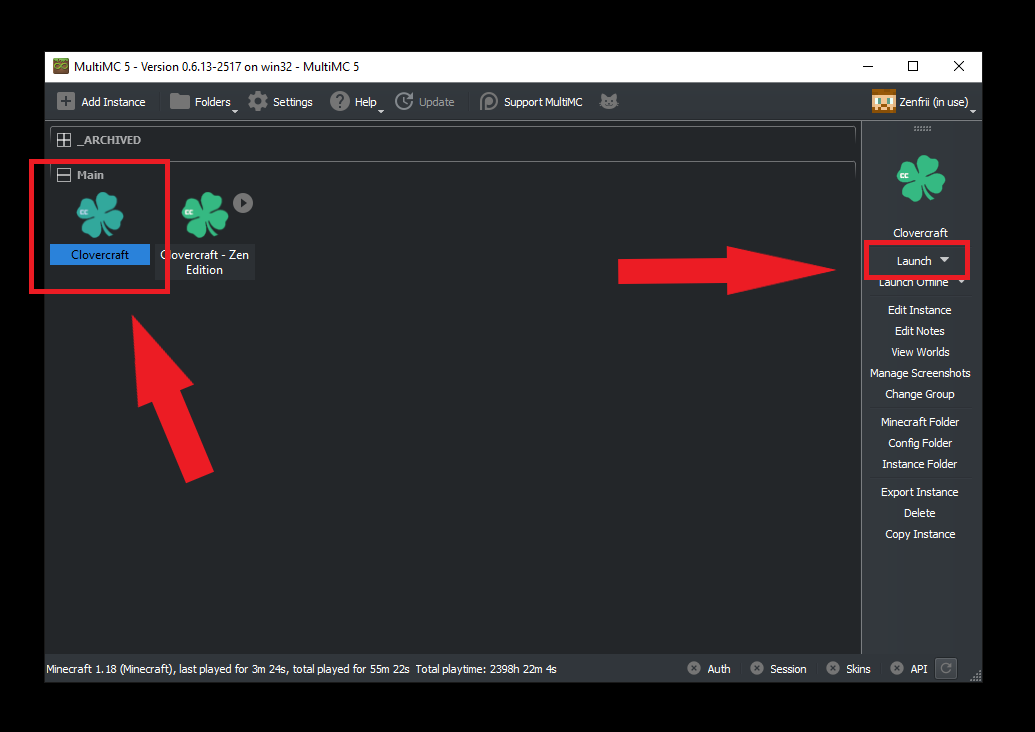 MultiMC 5 - Version 0.6.13-2517 on win32 - MultiMC 5
Add Instance Folders Settings Help Update Support MultiMC Zenfrii (in use)
_ARCHIVED
Main
CC
Clovercraft
CC
Clovercraft - Zen
Edition
CC
Clovercraft
Launch
Launch Offline
Edit Instance
Edit Notes
View Worlds
Manage Screenshots
Change Group
Minecraft Folder
Config Folder
Instance Folder
Export Instance
Delete
Copy Instance
Minecraft 1.18 (Minecraft), last played for 3m 24s, total played for 55m 22s Total playtime: 2398h 22m 4s Auth Session Skins API